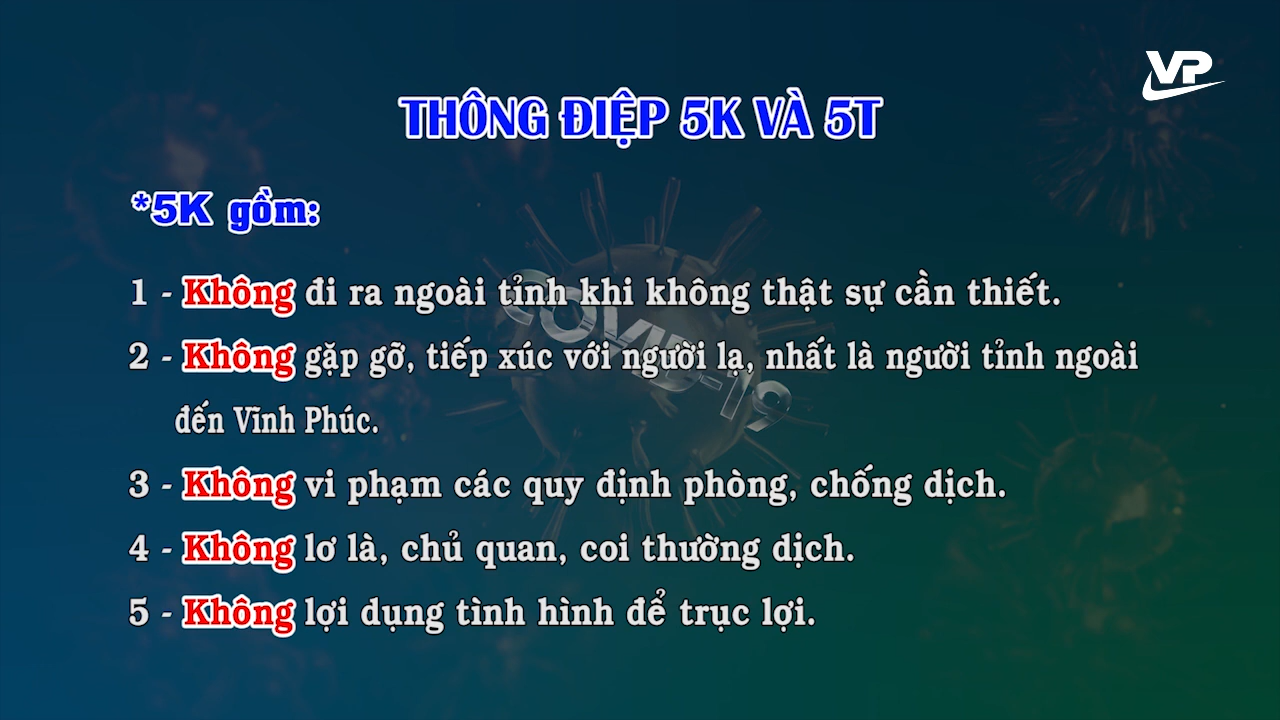 VP
THÔNG ĐIỆP 5K VÀ 5T
*5K gồm:
1 - Không đi ra ngoài tỉnh khi không thật sự cần thiết.
2 - Không gặp gỡ, tiếp xúc với người lạ, nhất là người tỉnh ngoài
đến Vĩnh Phúc.
3 - Không vi phạm các quy định phòng, chống dịch.
4 - Không lơ là, chủ quan, coi thường dịch.
5 - Không lợi dụng tình hình để trục lợi.
COVID-19